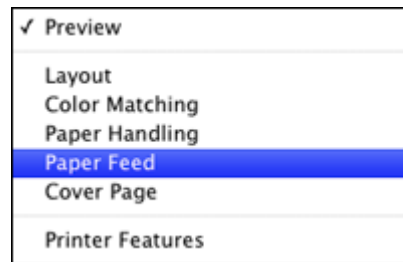 ✓ Preview
Layout
Color Matching
Paper Handling
Paper Feed
Cover Page
Printer Features